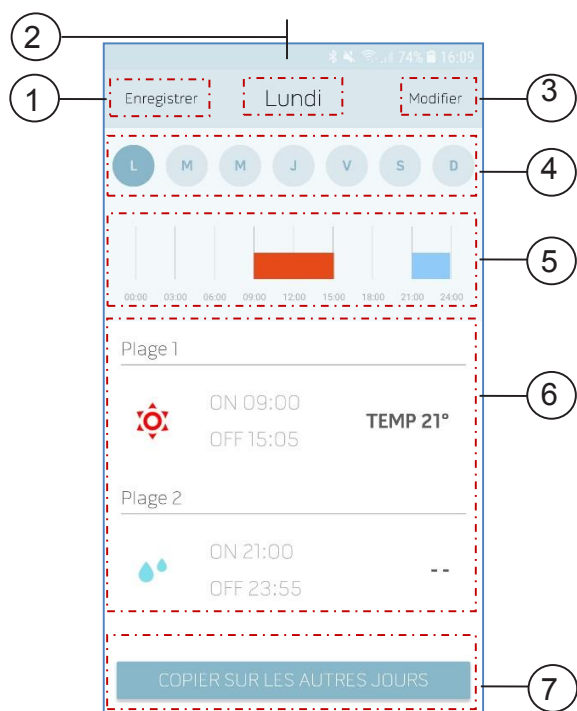 2
74% 16:09
1
Enregistrer Lundi Modifier
3
L M M J V S D
4
5
00:00 03:00 06:00 09:00 12:00 15:00 18:00 21:00 24:00
Plage 1
6
ON 09:00
TEMP 21°
OFF 15:05
Plage 2
ON 21:00
--
OFF 23:55
COPIER SUR LES AUTRES JOURS
7